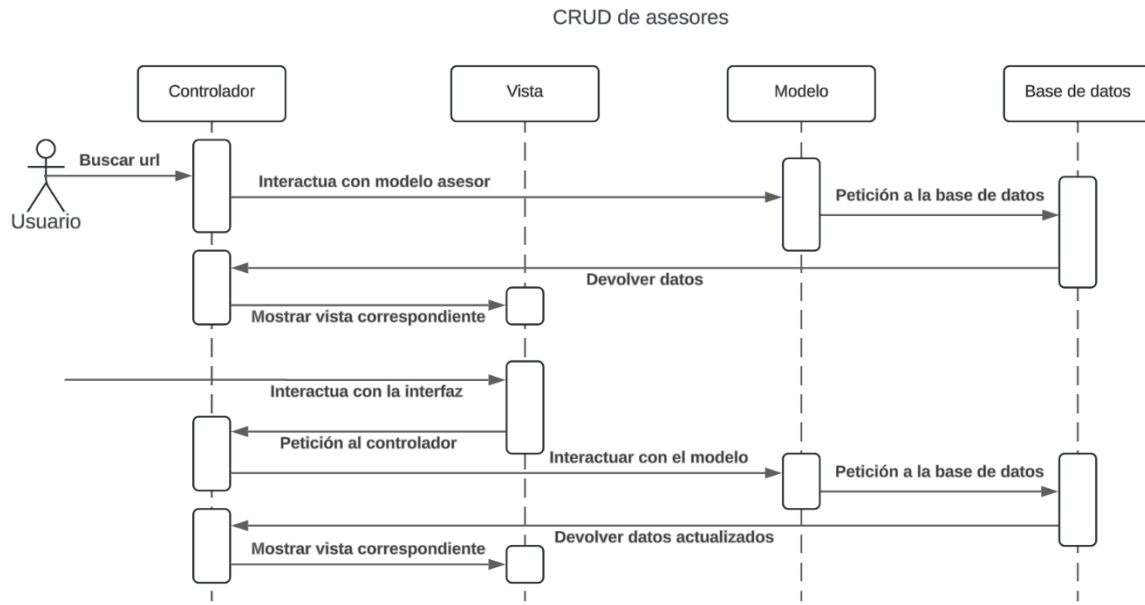 CRUD de asesores
Controlador
Vista
Modelo
Base de datos
Buscar url
Usuario
Interactua con modelo asesor
Petición a la base de datos
Devolver datos
Mostrar vista correspondiente
Interactua con la interfaz
Petición al controlador
Interactuar con el modelo
Petición a la base de datos
Devolver datos actualizados
Mostrar vista correspondiente